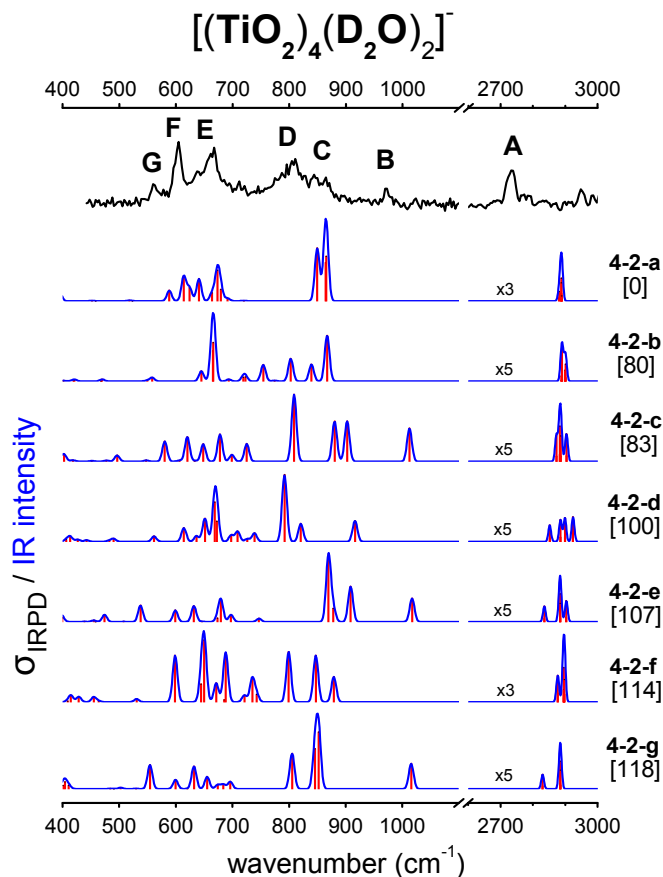 [(TiO₂)₄(D₂O)₂]⁻
400 500 600 700 800 900 1000 2700 3000
G F E D C B A
4-2-a
[0]
x3
4-2-b
[80]
x5
4-2-c
[83]
x5
4-2-d
[100]
x5
4-2-e
[107]
x5
4-2-f
[114]
x3
4-2-g
[118]
x5
σIRPD / IR intensity
400 500 600 700 800 900 1000 2700 3000
wavenumber (cm⁻¹)